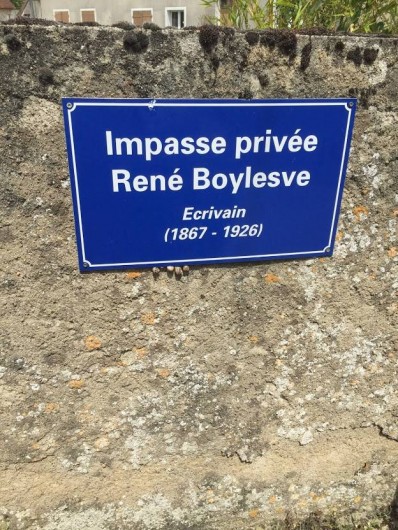 Impasse privée
René Boylesve
Ecrivain
(1867 - 1926)